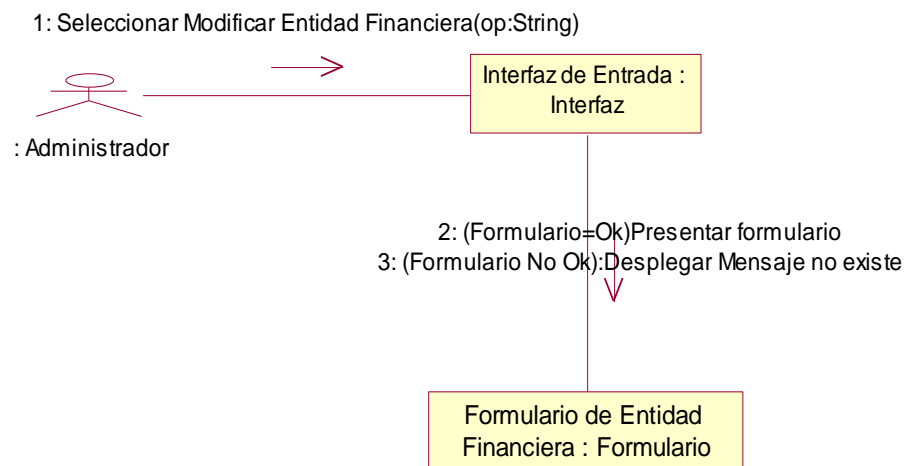 1: Seleccionar Modificar Entidad Financiera(op:String)
Interfaz de Entrada :
Interfaz
: Administrador
2: (Formulario=Ok)Presentar formulario
3: (Formulario No Ok):Desplegar Mensaje no existe
Formulario de Entidad
Financiera : Formulario